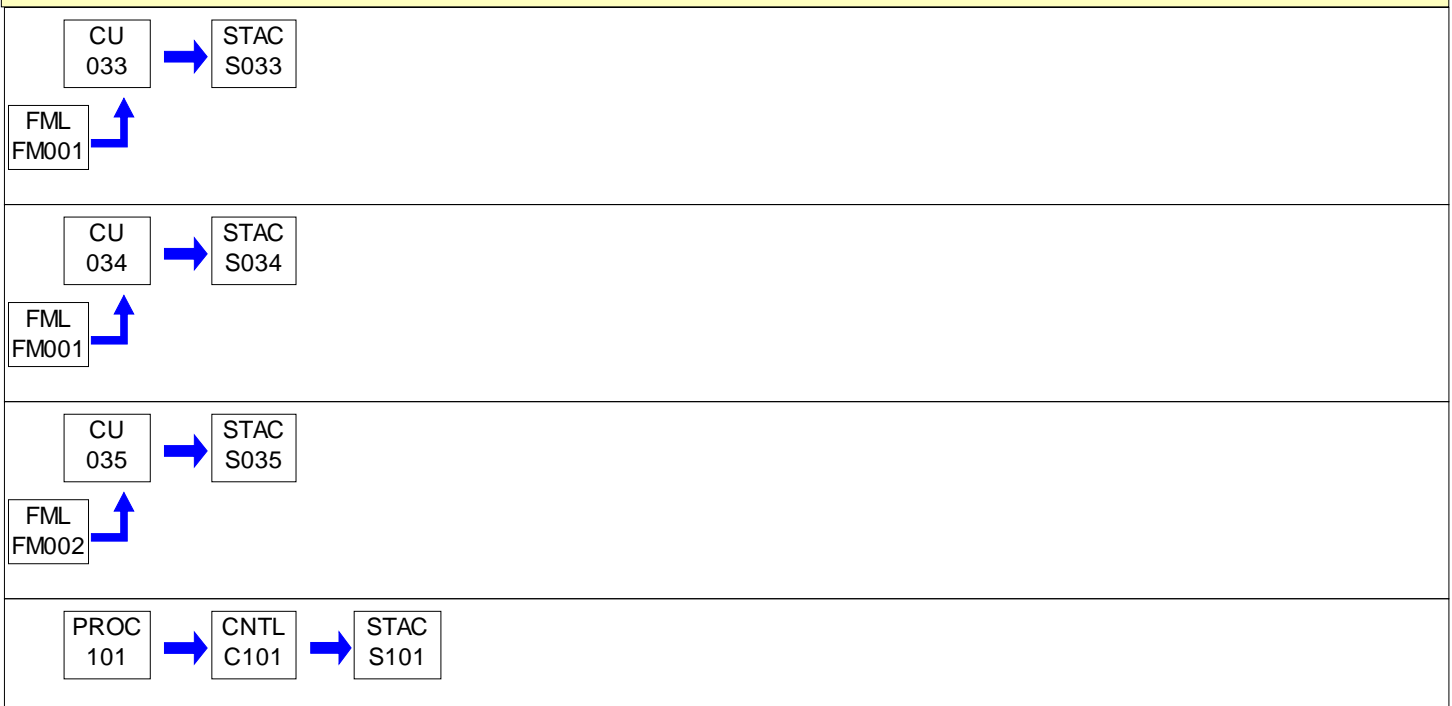 CU
033
STAC
S033
FML
FM001
CU
034
STAC
S034
FML
FM001
CU
035
STAC
S035
FML
FM002
PROC
101
CNTL
C101
STAC
S101